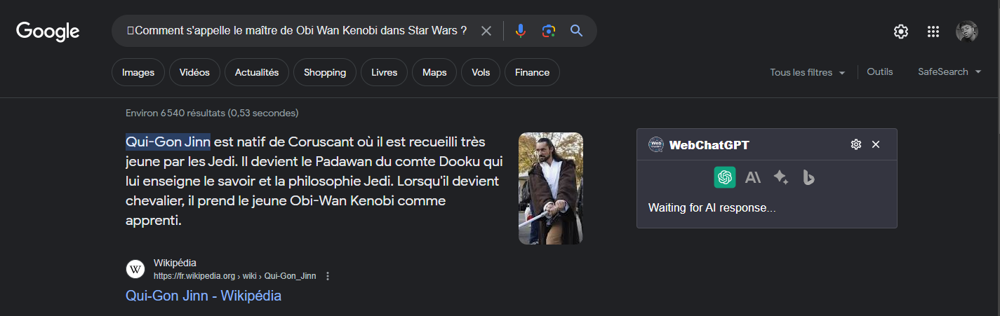 Google
Comment s'appelle le maître de Obi Wan Kenobi dans Star Wars ?
Images Vidéos Actualités Shopping Livres Maps Vols Finance
Tous les filtres Outils SafeSearch
Environ 6 540 résultats (0,53 secondes)
Qui-Gon Jinn est natif de Coruscant où il est recueilli très
jeune par les Jedi. Il devient le Padawan du comte Dooku qui
lui enseigne le savoir et la philosophie Jedi. Lorsqu'il devient
chevalier, il prend le jeune Obi-Wan Kenobi comme
apprenti.
WebChatGPT
Waiting for AI response...
W
Wikipédia
https://fr.wikipedia.org › wiki › Qui-Gon_Jinn
Qui-Gon Jinn - Wikipédia